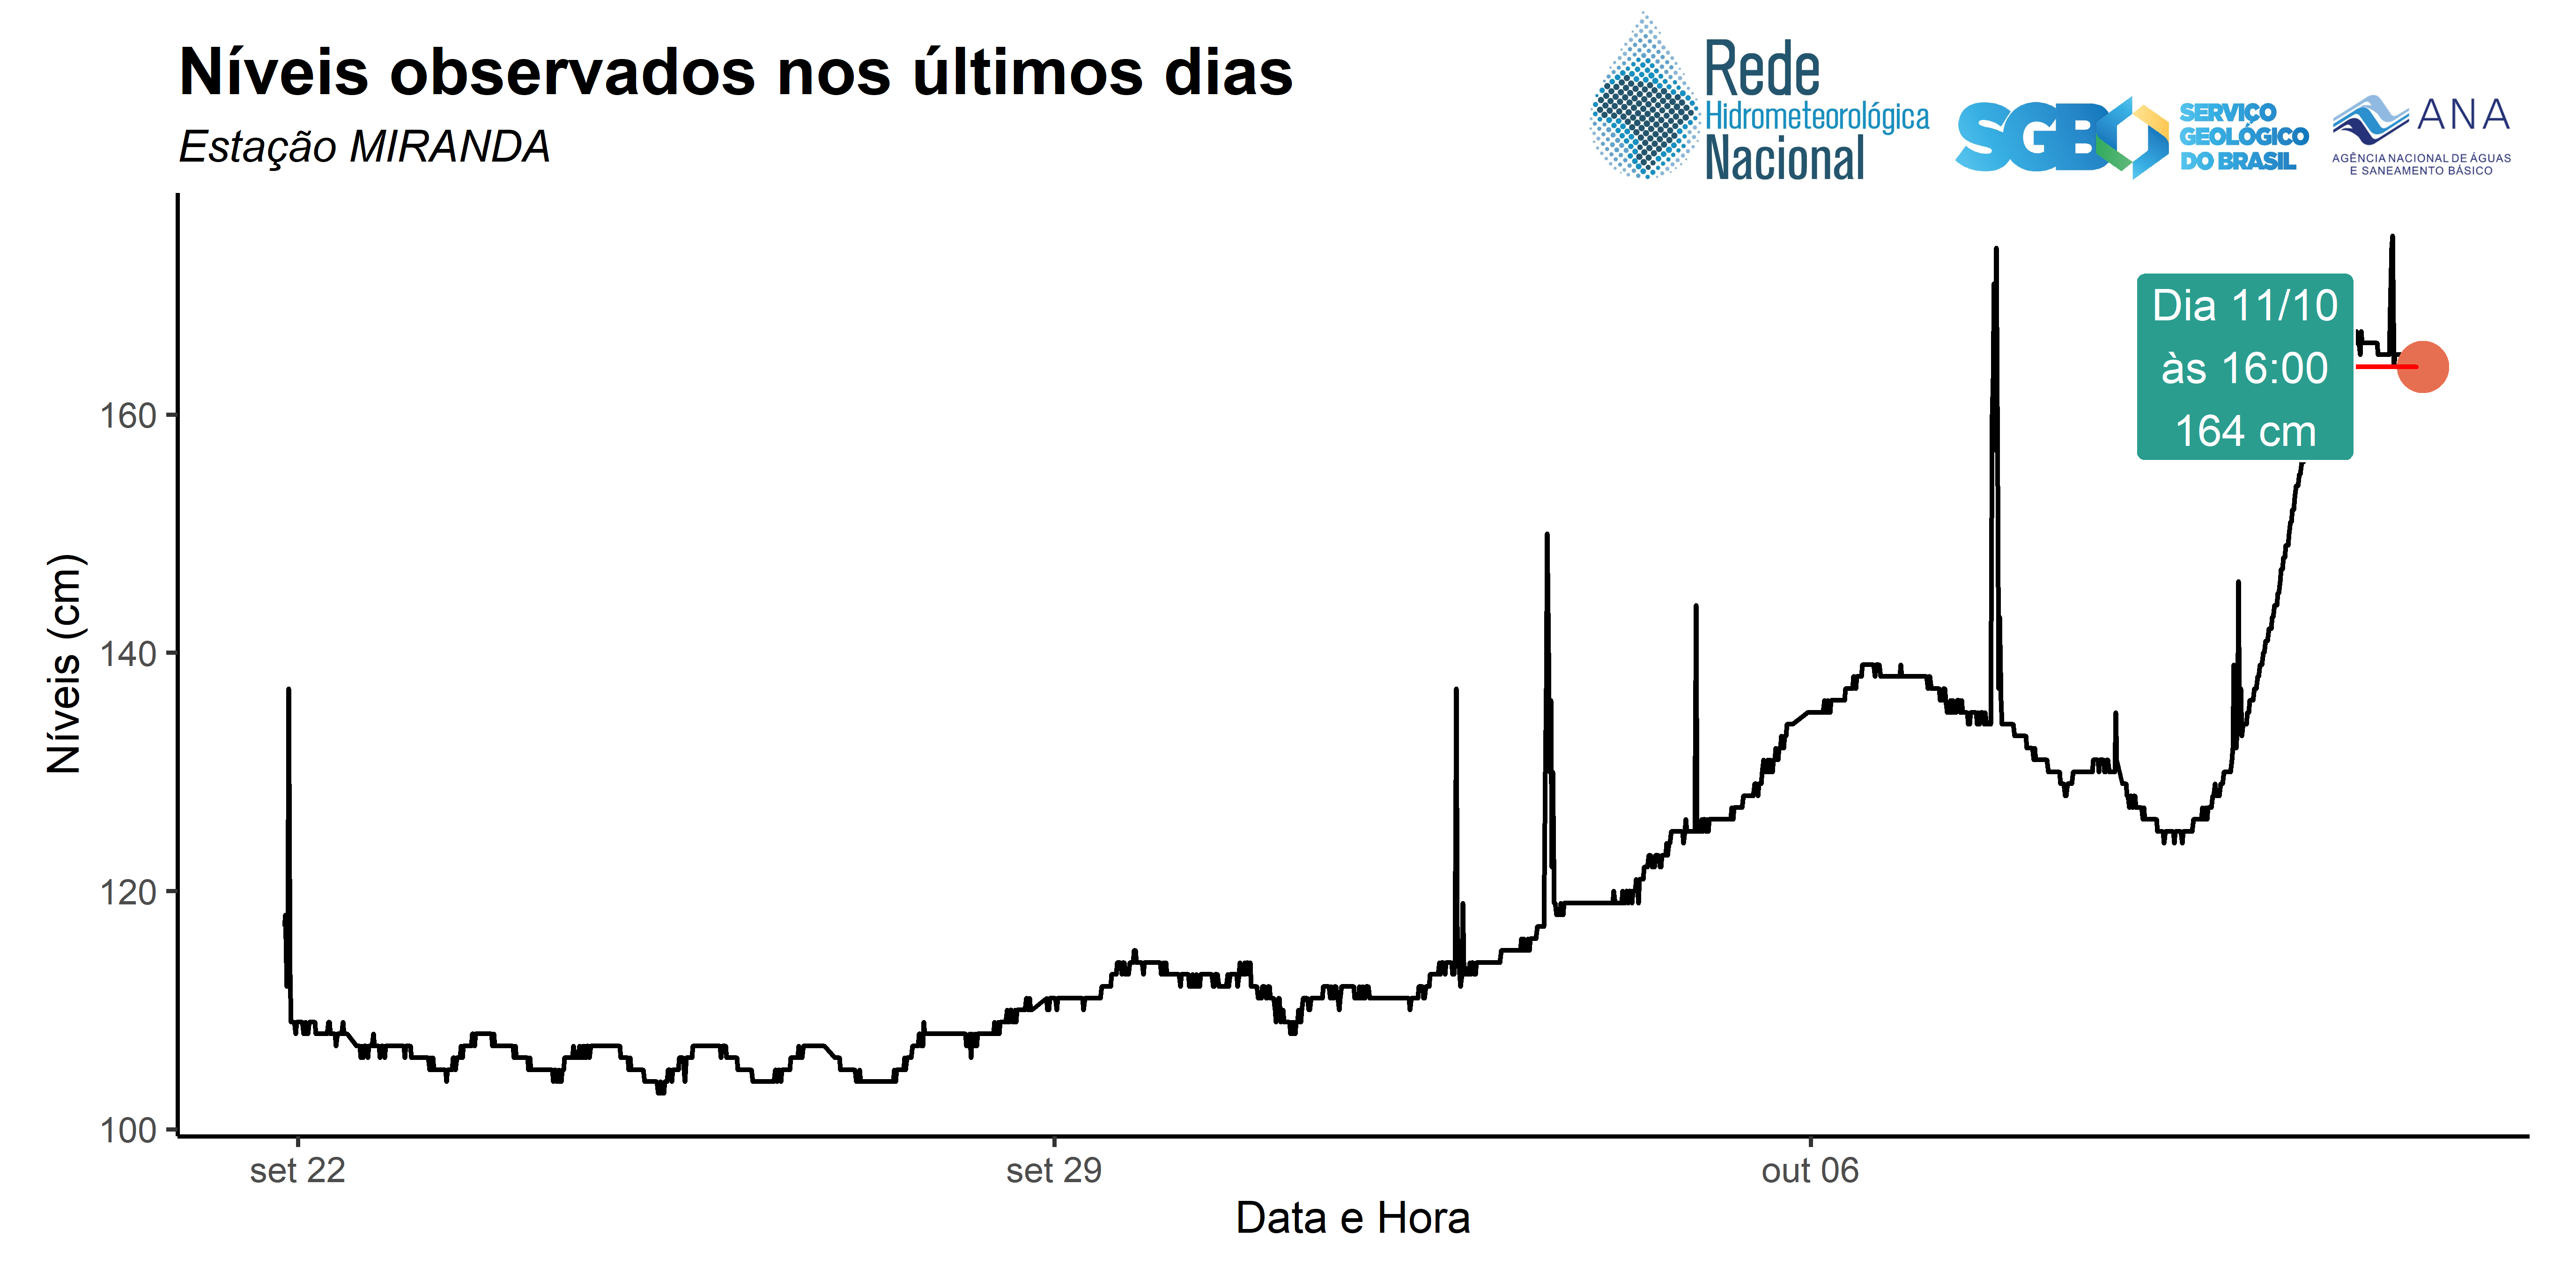 Níveis observados nos últimos dias
Estação MIRANDA
Rede
Hidrometeorológica
Nacional
SGB
SERVIÇO
GEOLÓGICO
DO BRASIL
ANA
AGÊNCIA NACIONAL DE ÁGUAS
E SANEAMENTO BÁSICO
Dia 11/10
às 16:00
164 cm
Níveis (cm)
160
140
120
100
set 22
set 29
out 06
Data e Hora